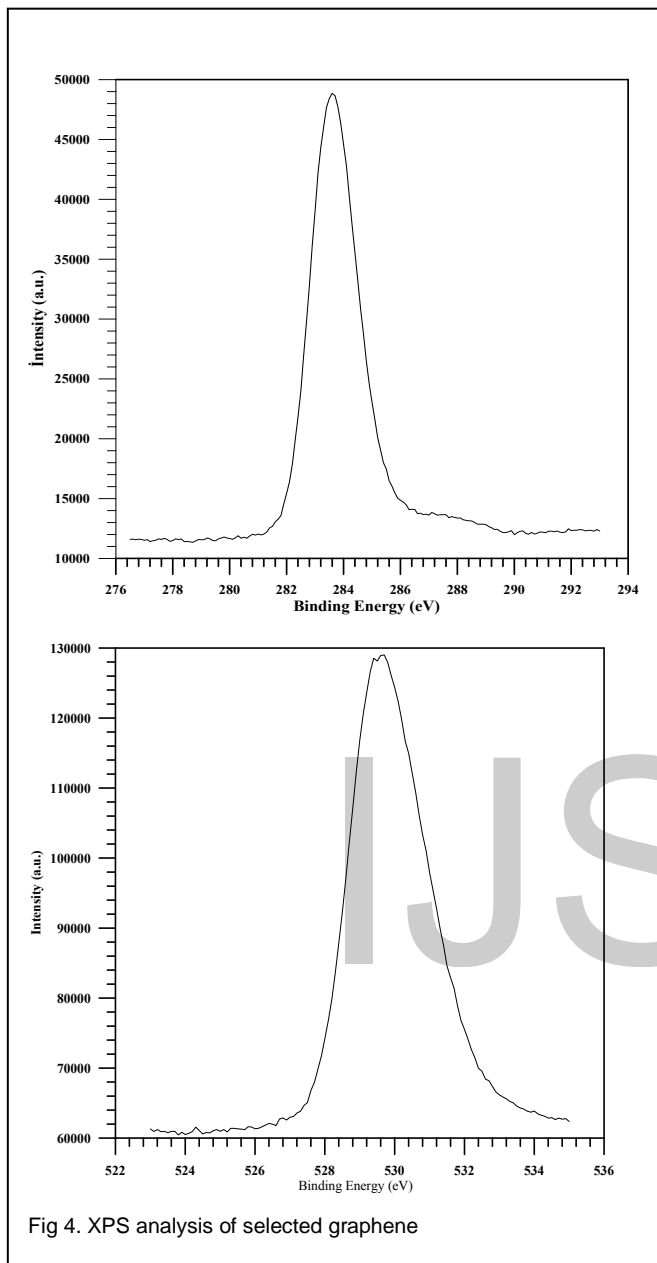 50000
40000
30000
25000
20000
15000
10000
İntensity (a.u.)
276 278 280 282 284 286 288 290 292 294
Binding Energy (eV)
130000
120000
110000
100000
90000
80000
70000
60000
Intensity (a.u.)
522 524 526 528 530 532 534 536
Binding Energy (eV)
IJS
Fig 4. XPS analysis of selected graphene